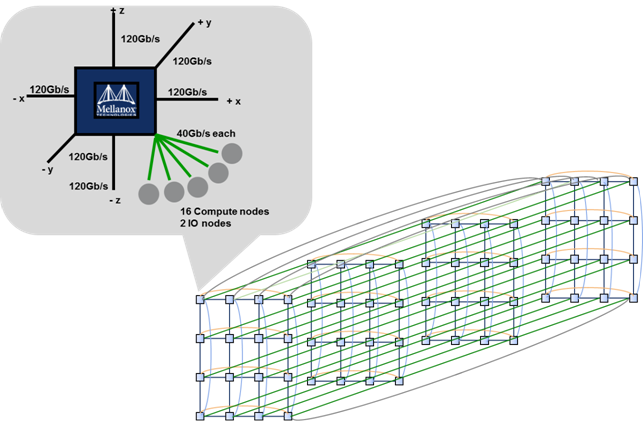 + z
+ y
120Gb/s
120Gb/s
120Gb/s
120Gb/s
- x
+ x
Mellanox
TECHNOLOGIES
40Gb/s each
- y
120Gb/s
120Gb/s
- z
16 Compute nodes
2 IO nodes